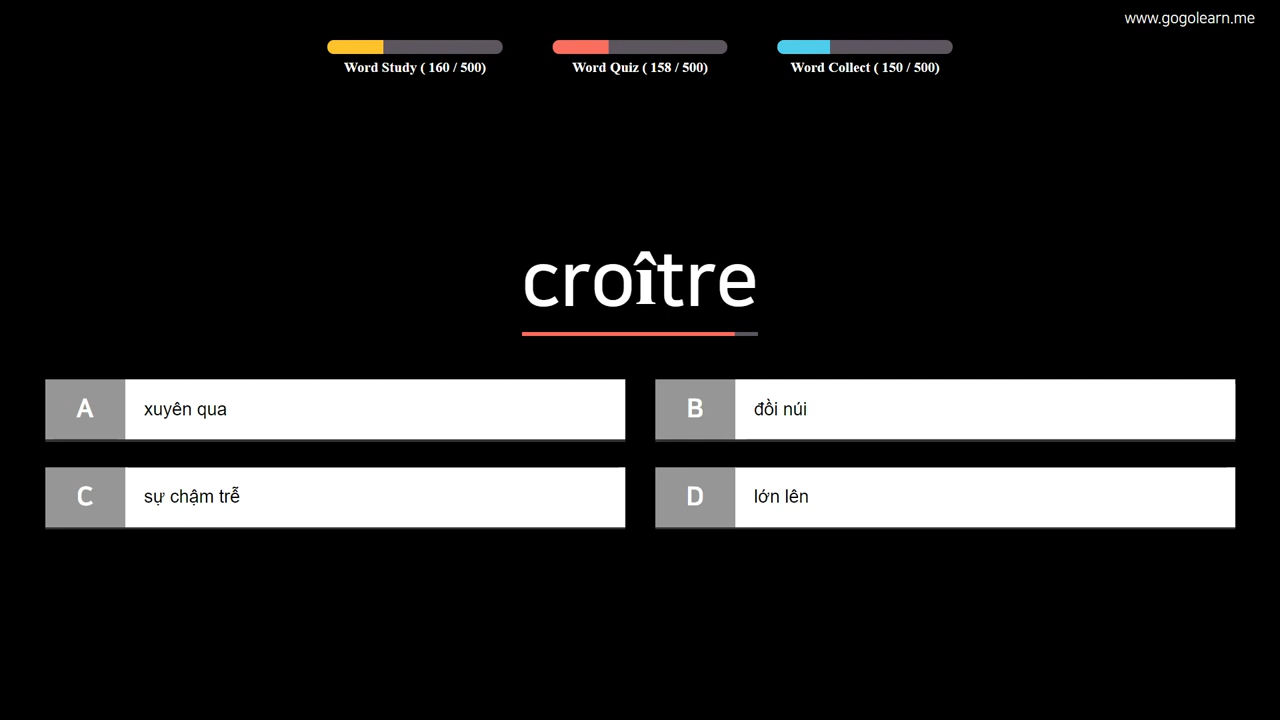 www.gogolearn.me
Word Study ( 160 / 500)
Word Quiz ( 158 / 500)
Word Collect ( 150 / 500)
croître
A xuyên qua
B đồi núi
C sự chậm trễ
D lớn lên